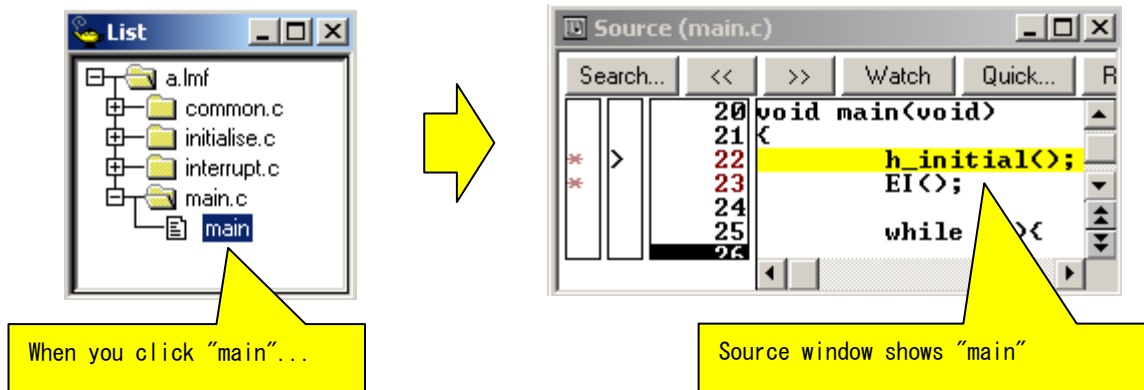 List
a.lmf
common.c
initialise.c
interrupt.c
main.c
main
When you click "main"...
Source (main.c)
Search... << >> Watch Quick... R
20 void main(void)
21 {
* > 22 h_initial();
* 23 EI();
24
25 while {
26
Source window shows "main"